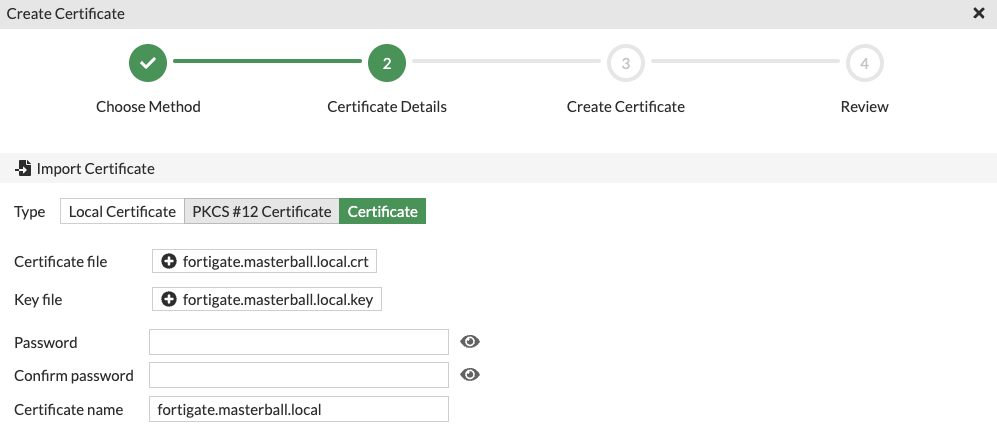 Create Certificate
2
3
4
Choose Method
Certificate Details
Create Certificate
Review
Import Certificate
Type Local Certificate PKCS #12 Certificate Certificate
Certificate file fortigate.masterball.local.crt
Key file fortigate.masterball.local.key
Password
Confirm password
Certificate name fortigate.masterball.local